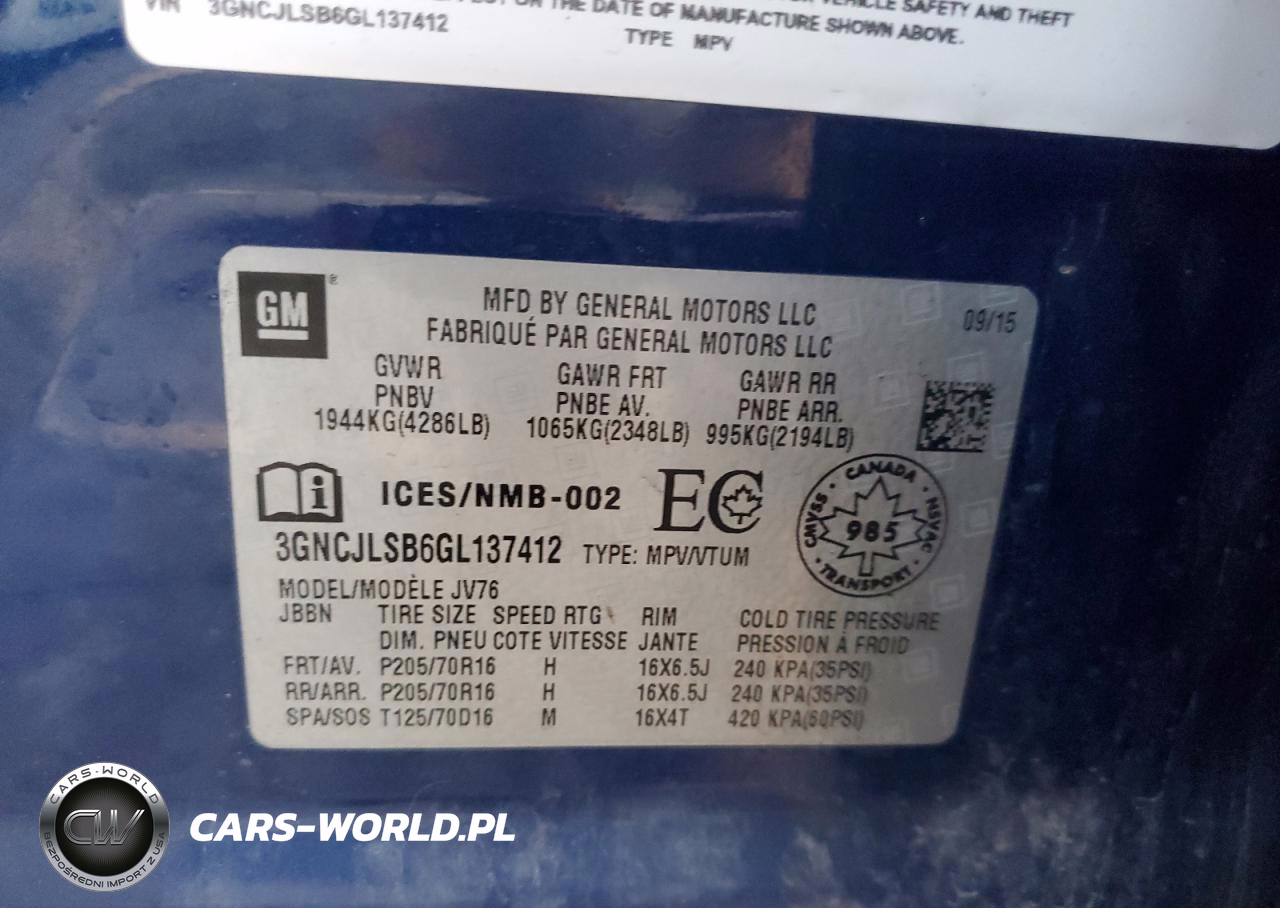 VIN 3GNCJLSB6GL137412
ON THE DATE OF MANUFACTURE SHOWN ABOVE.
VEHICLE SAFETY AND THEFT
TYPE MPV
GM ®
MFD BY GENERAL MOTORS LLC
FABRIQUÉ PAR GENERAL MOTORS LLC
09/15
GVWR GAWR FRT GAWR RR
PNBV PNBE AV. PNBE ARR.
1944KG(4286LB) 1065KG(2348LB) 995KG(2194LB)
i ICES/NMB-002 EC
CANADA
CMVSS 985 NSVAC
TRANSPORT
3GNCJLSB6GL137412 TYPE: MPV/VTUM
MODEL/MODÈLE JV76
JBBN TIRE SIZE SPEED RTG RIM COLD TIRE PRESSURE
DIM. PNEU COTE VITESSE JANTE PRESSION À FROID
FRT/AV. P205/70R16 H 16X6.5J 240 KPA(35PSI)
RR/ARR. P205/70R16 H 16X6.5J 240 KPA(35PSI)
SPA/SOS T125/70D16 M 16X4T 420 KPA(60PSI)
CARS-WORLD
CW
BEZPOŚREDNI IMPORT Z USA
CARS-WORLD.PL